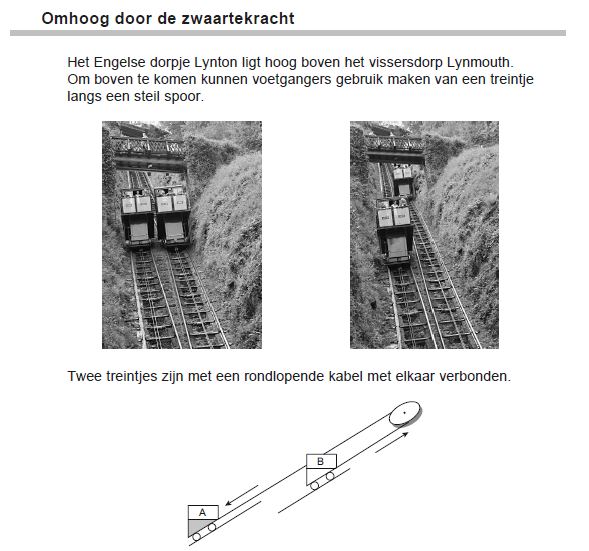 Omhoog door de zwaartekracht
Het Engelse dorpje Lynton ligt hoog boven het vissersdorp Lynmouth.
Om boven te komen kunnen voetgangers gebruik maken van een treintje
langs een steil spoor.
Twee treintjes zijn met een rondlopende kabel met elkaar verbonden.
B
A